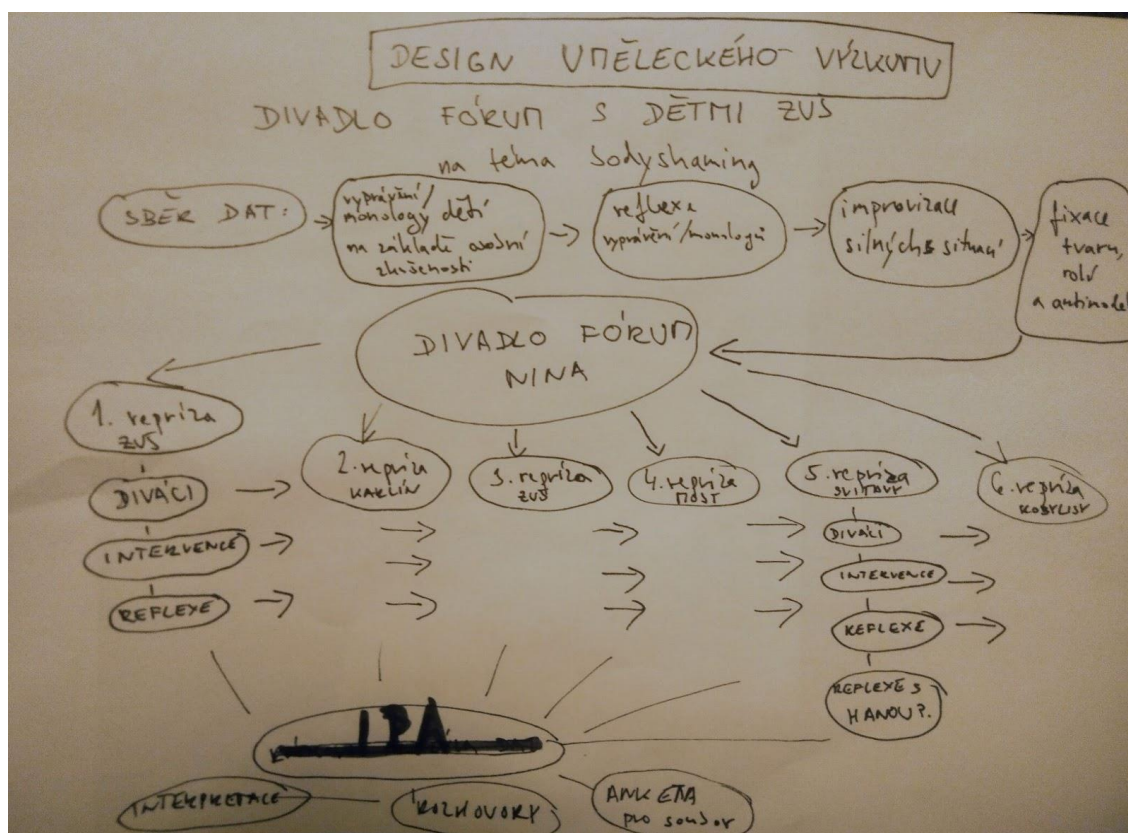 DESIGN UMĚLECKÉHO VÝZKUMU
DIVADLO FÓRUM S DĚTMI ZUŠ
na téma bodyshaming
SBĚR DAT:
vyprávění/
monology dětí
na základě osobní
zkušenosti
reflexe
vyprávění/monologů
improvizace
silných situací
fixace
tvaru,
rolí
a antimodel
DIVADLO FÓRUM
NINA
1. repríza
ZUŠ
DIVÁCI
INTERVENCE
REFLEXE
2. repríza
KARLÍN
3. repríza
ZUŠ
4. repríza
MOST
5. repríza
SVITAVY
DIVÁCI
INTERVENCE
REFLEXE
REFLEXE S
HANOU?.
6. repríza
KOBYLISY
IPA
INTERPRETACE
ROZHOVORY
ANKETA
pro soubor